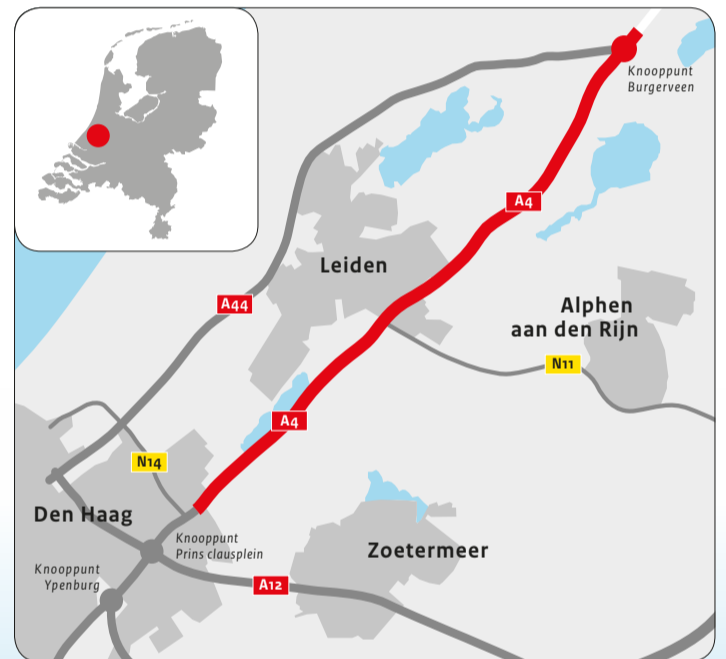 Knooppunt
Burgerveen
A4
Leiden
A44
Alphen
aan den Rijn
N11
A4
N14
Den Haag
Knooppunt
Prins clausplein
Zoetermeer
Knooppunt
Ypenburg
A12